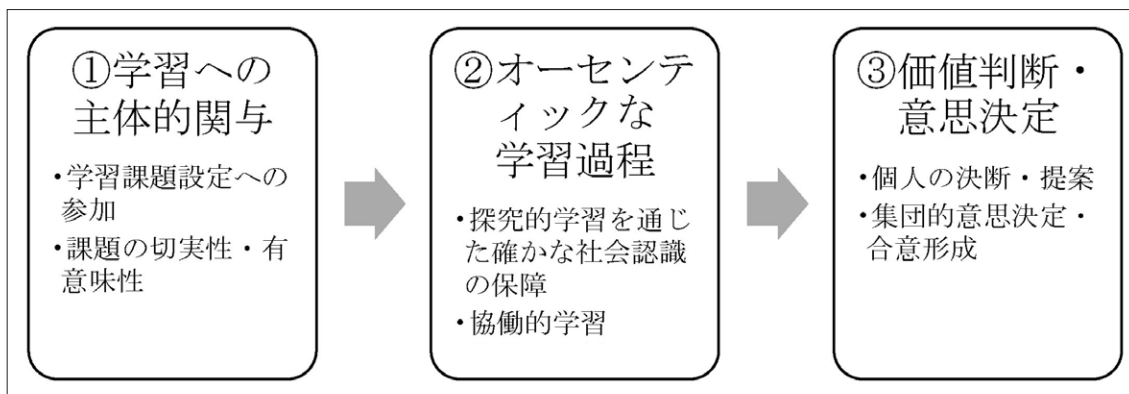 ①学習への
主体的関与
・学習課題設定への
参加
・課題の切実性・有
意味性
②オーセンテ
ィックな
学習過程
・探究的学習を通じ
た確かな社会認識
の保障
・協働的学習
③価値判断・
意思決定
・個人の決断・提案
・集団的意思決定・
合意形成